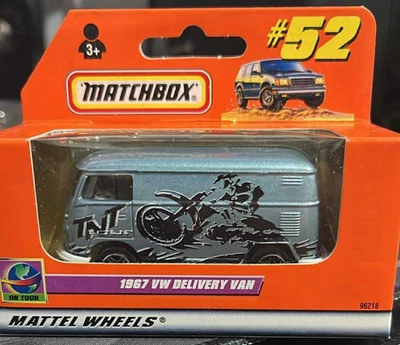 #52
3+
MATCHBOX®
TNT
1967 VW DELIVERY VAN
ON TOUR
96218
MATTEL WHEELS®